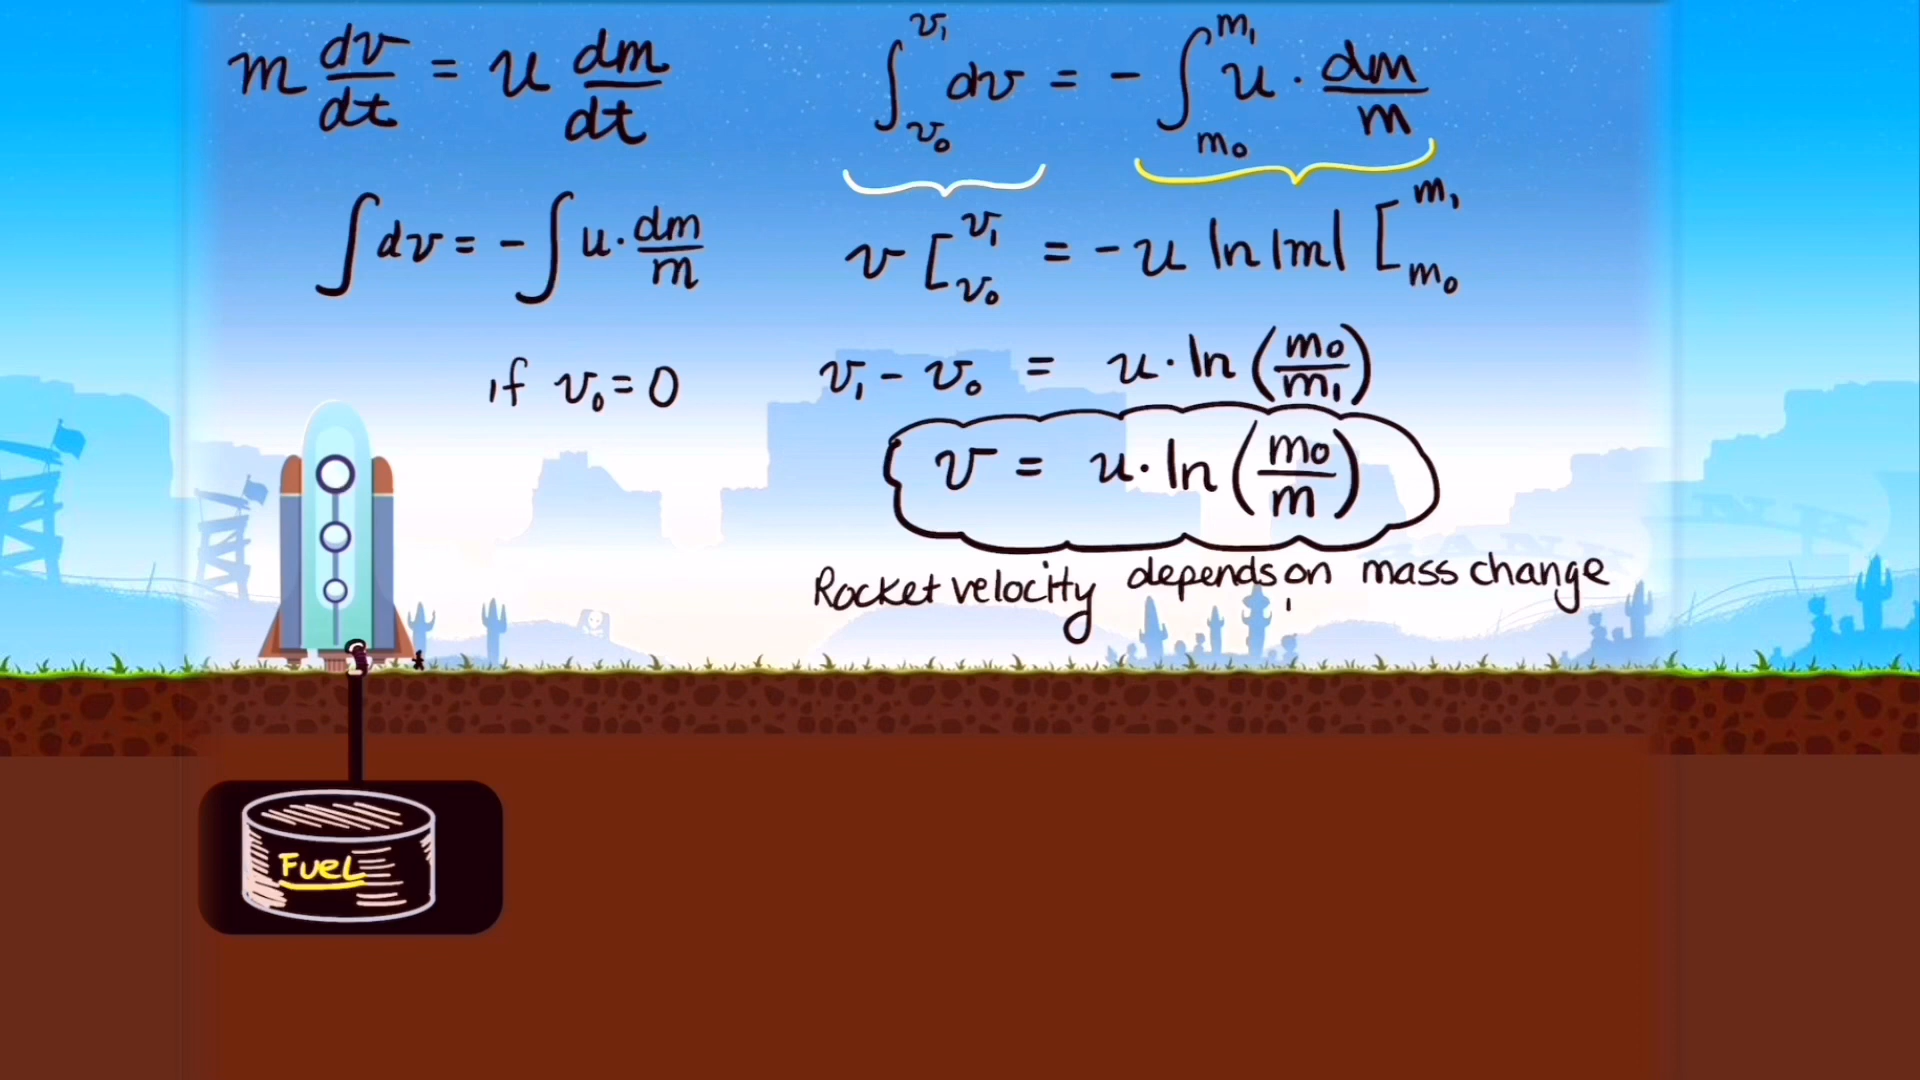 m dv/dt = u dm/dt
∫dv = -∫u·dm/m
if v₀ = 0
∫_{v₀}^{v₁} dv = -∫_{m₀}^{m₁} u · dm/m
v [_{v₀}^{v₁} = -u ln|m| [_{m₀}^{m₁}
v₁ - v₀ = u·ln(m₀/m₁)
v = u·ln(m₀/m)
Rocket velocity depends on mass change
FUEL